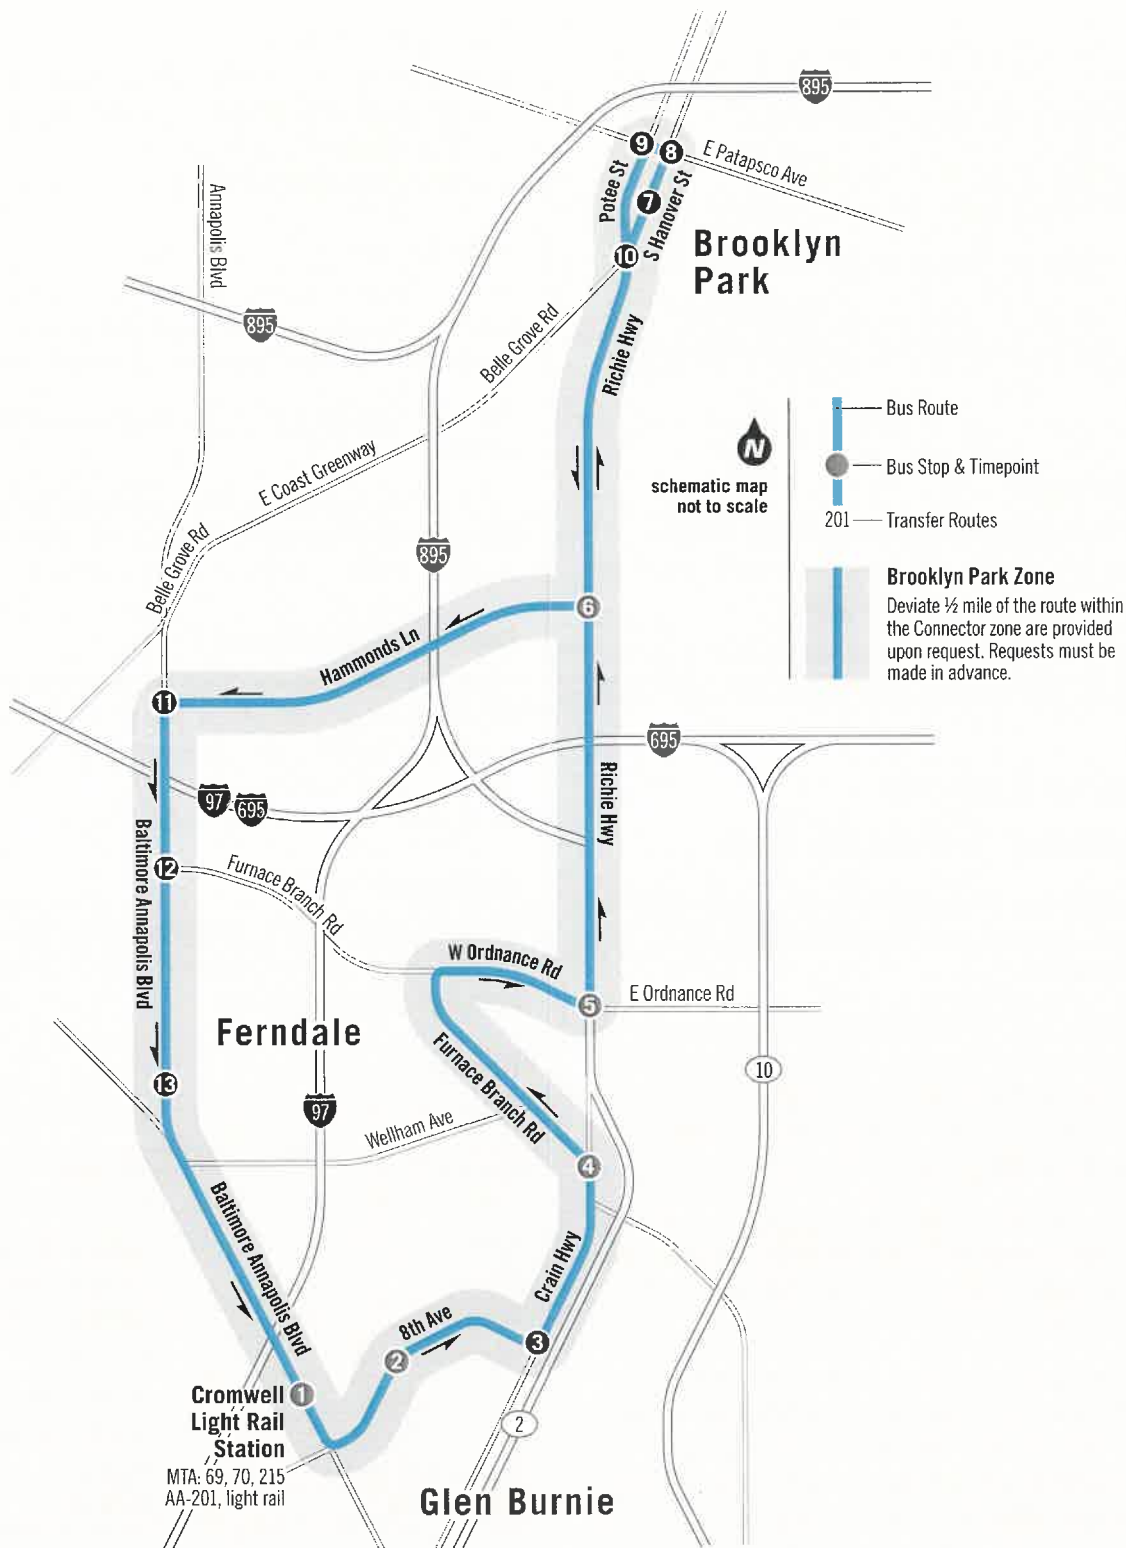 895
9
8
E Patapsco Ave
Potee St
7
S Hanover St
10
Brooklyn
Park
Annapolis Blvd
895
Belle Grove Rd
Richie Hwy
Bus Route
N
Bus Stop & Timepoint
schematic map
not to scale
201
Transfer Routes
E Coast Greenway
895
Belle Grove Rd
Brooklyn Park Zone
Deviate ½ mile of the route within
the Connector zone are provided
upon request. Requests must be
made in advance.
6
Hammonds Ln
11
695
97
695
Richie Hwy
Baltimore Annapolis Blvd
12
Furnace Branch Rd
W Ordnance Rd
5
E Ordnance Rd
Ferndale
Furnace Branch Rd
10
13
97
Wellham Ave
4
Baltimore Annapolis Blvd
Crain Hwy
8th Ave
3
2
Cromwell
Light Rail
Station
1
MTA: 69, 70, 215
AA-201, light rail
2
Glen Burnie